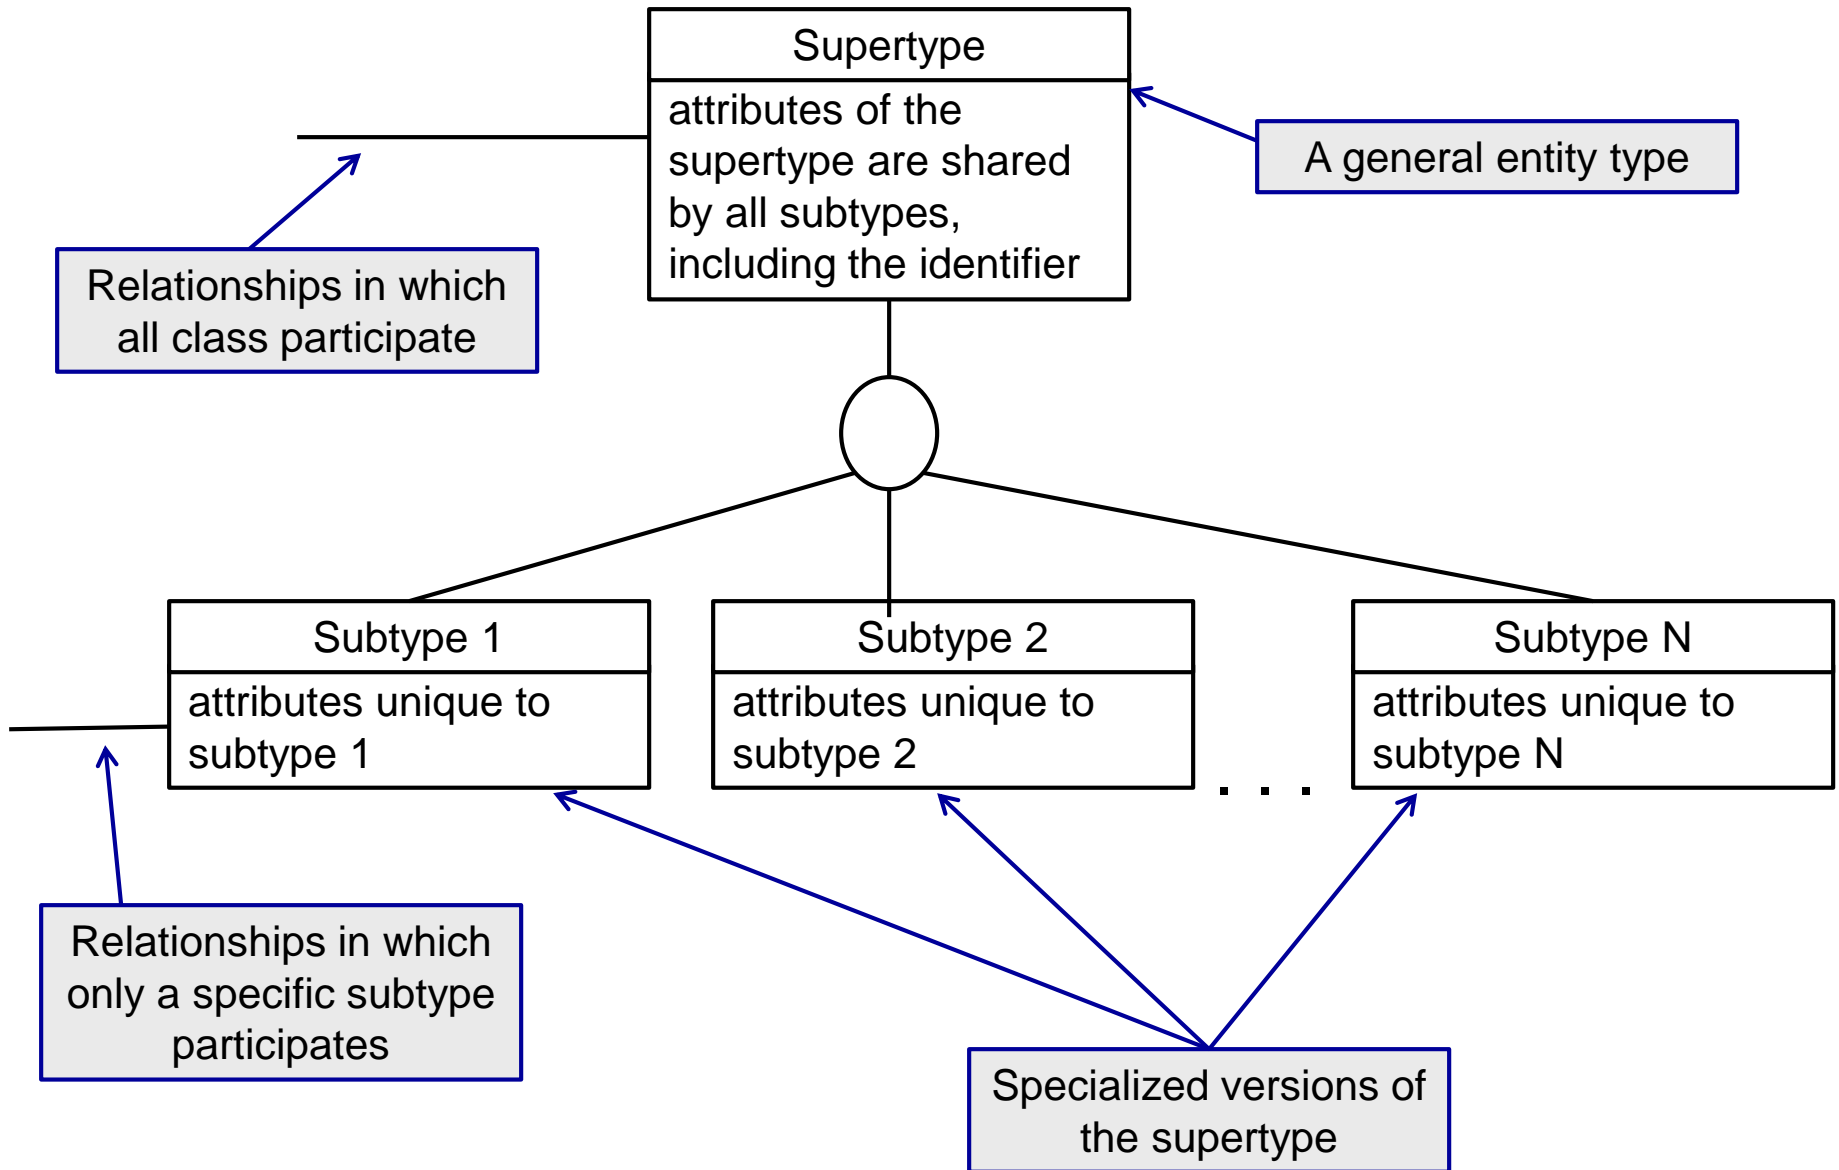 Supertype
attributes of the
supertype are shared
by all subtypes,
including the identifier
A general entity type
Relationships in which
all class participate
Subtype 1
attributes unique to
subtype 1
Subtype 2
attributes unique to
subtype 2
. . .
Subtype N
attributes unique to
subtype N
Relationships in which
only a specific subtype
participates
Specialized versions of
the supertype